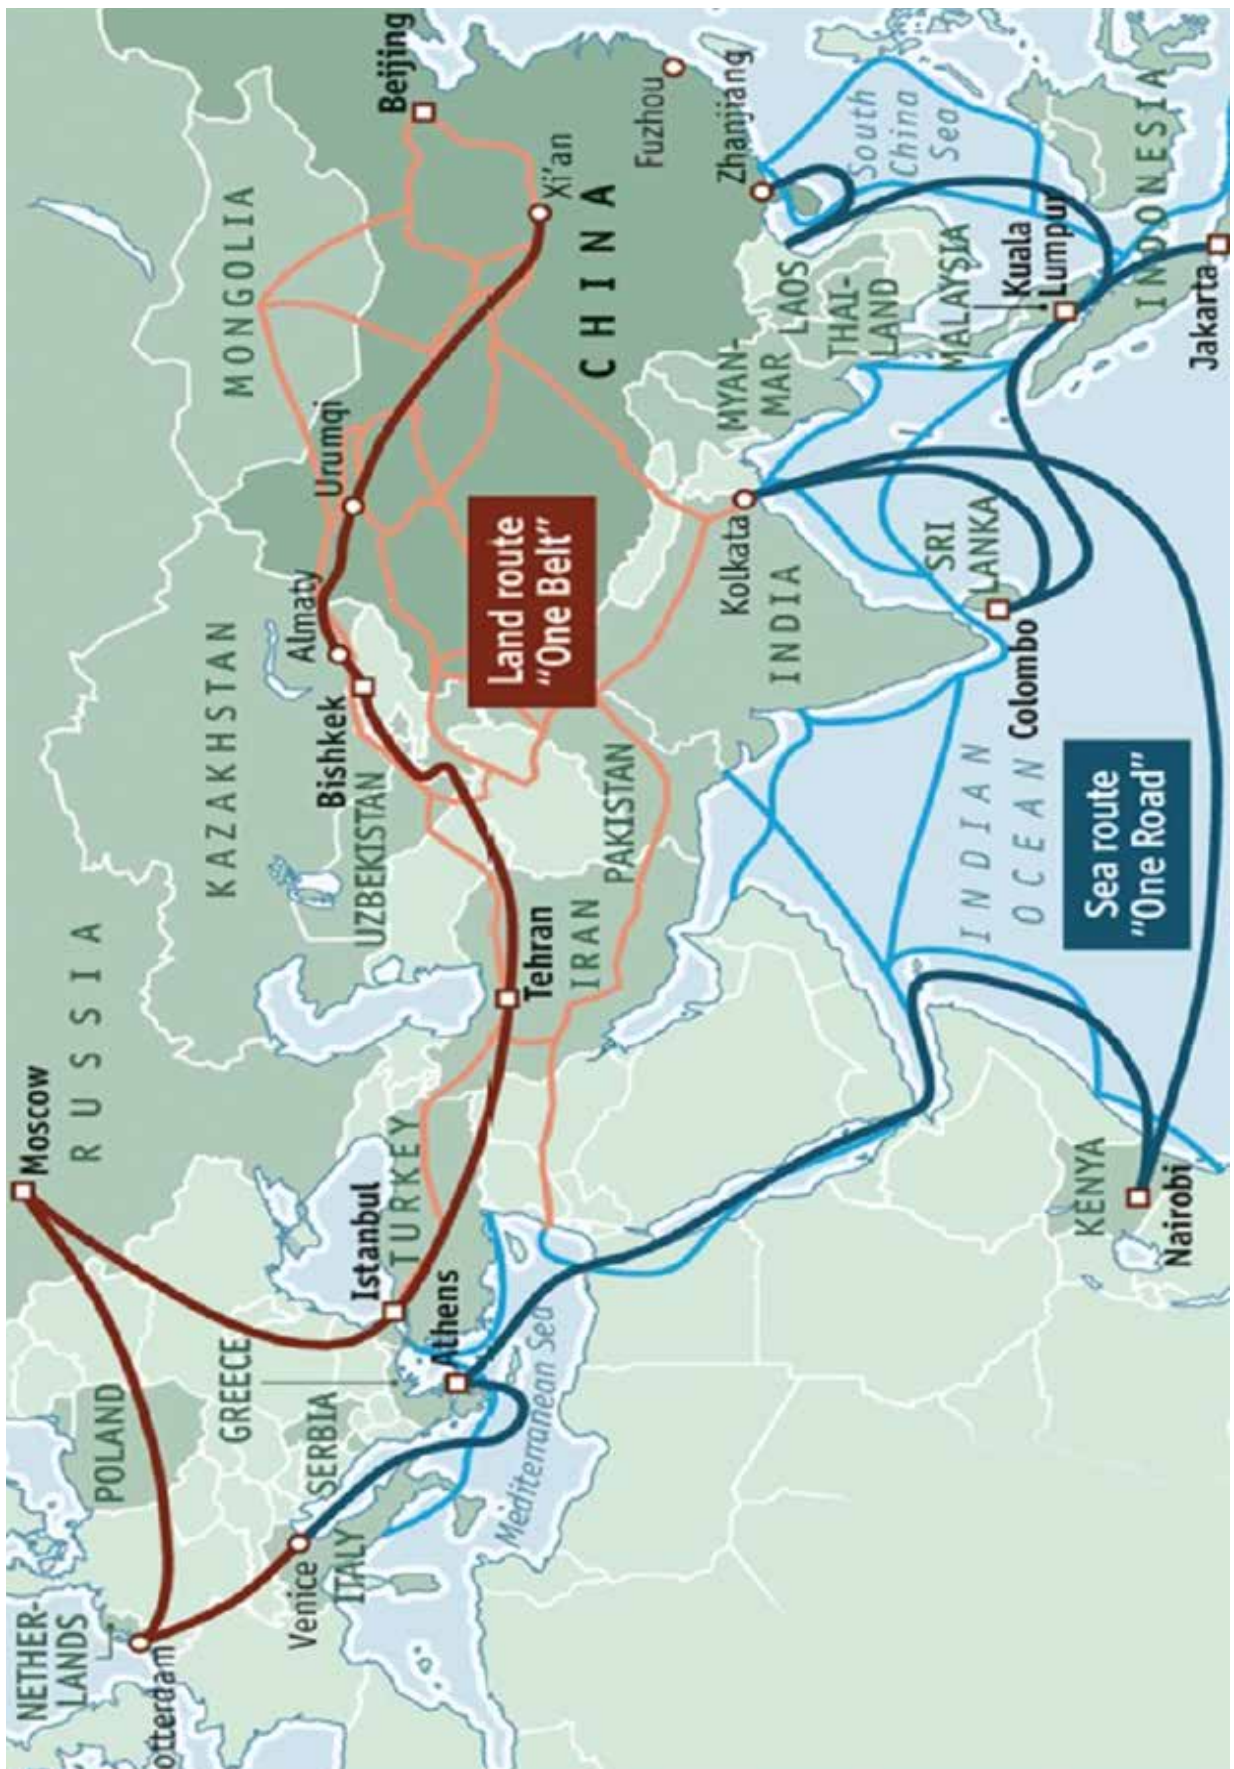 Moscow
RUSSIA
NETHER-
LANDS
otterdam
POLAND
KAZAKHSTAN
MONGOLIA
Beijing
GREECE
SERBIA
Venice
ITALY
Istanbul
TURKEY
Athens
Mediterranean Sea
UZBEKISTAN
Bishkek
Almaty
Urumqi
Xi'an
CHINA
Tehran
IRAN
PAKISTAN
Land route
"One Belt"
Fuzhou
Zhanjiang
Kolkata
INDIA
MYAN-
MAR
LAOS
THAI-
LAND
South
China
Sea
SRI
LANKA
Colombo
MALAYSIA
Kuala
Lumpur
INDONESIA
Jakarta
INDIAN
OCEAN
Sea route
"One Road"
KENYA
Nairobi